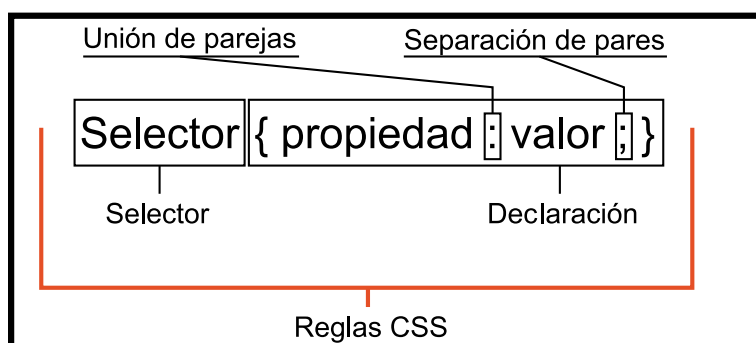 Unión de parejas Separación de pares
Selector { propiedad : valor ; }
Selector Declaración
Reglas CSS